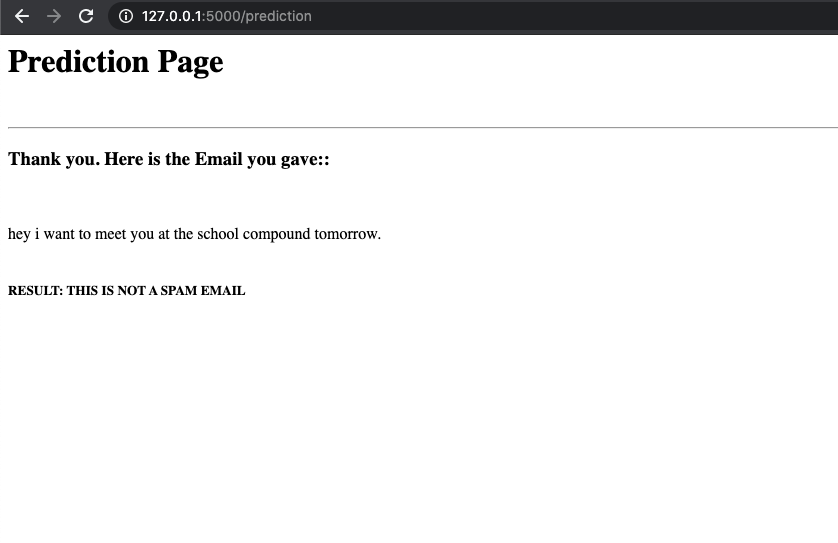 127.0.0.1:5000/prediction
Prediction Page
Thank you. Here is the Email you gave::
hey i want to meet you at the school compound tomorrow.
RESULT: THIS IS NOT A SPAM EMAIL